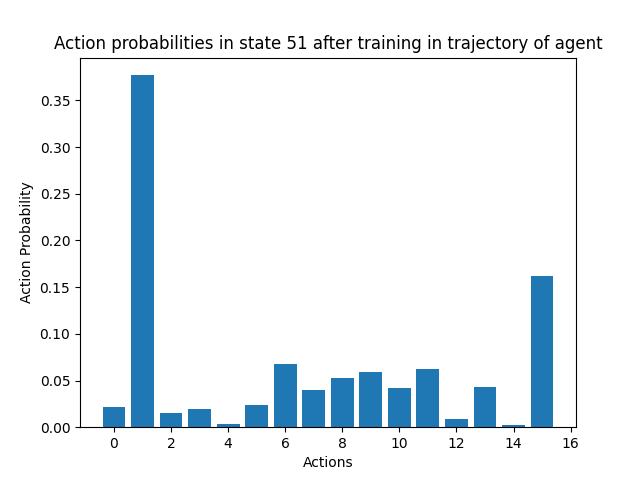 Action probabilities in state 51 after training in trajectory of agent
Action Probability
0.35
0.30
0.25
0.20
0.15
0.10
0.05
0.00
0 2 4 6 8 10 12 14 16
Actions